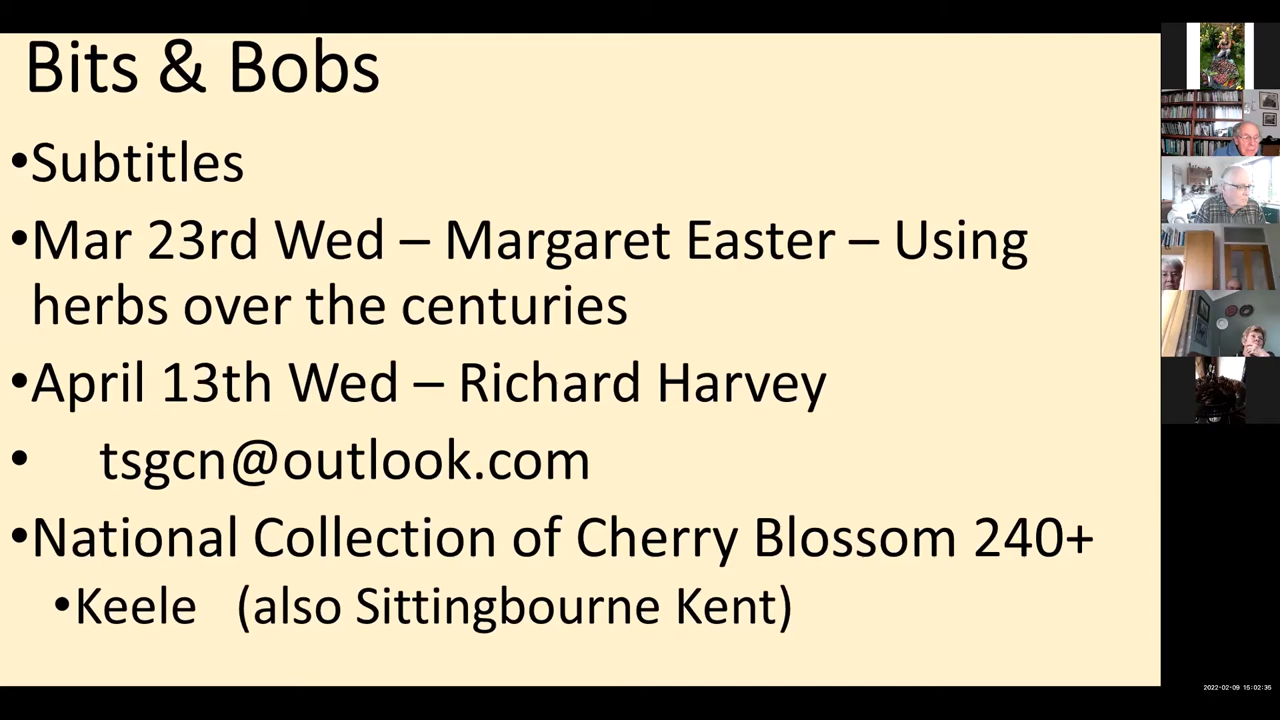 Bits & Bobs
•Subtitles
•Mar 23rd Wed – Margaret Easter – Using
herbs over the centuries
•April 13th Wed – Richard Harvey
• tsgcn@outlook.com
•National Collection of Cherry Blossom 240+
•Keele (also Sittingbourne Kent)
2022-02-09 15:02:36